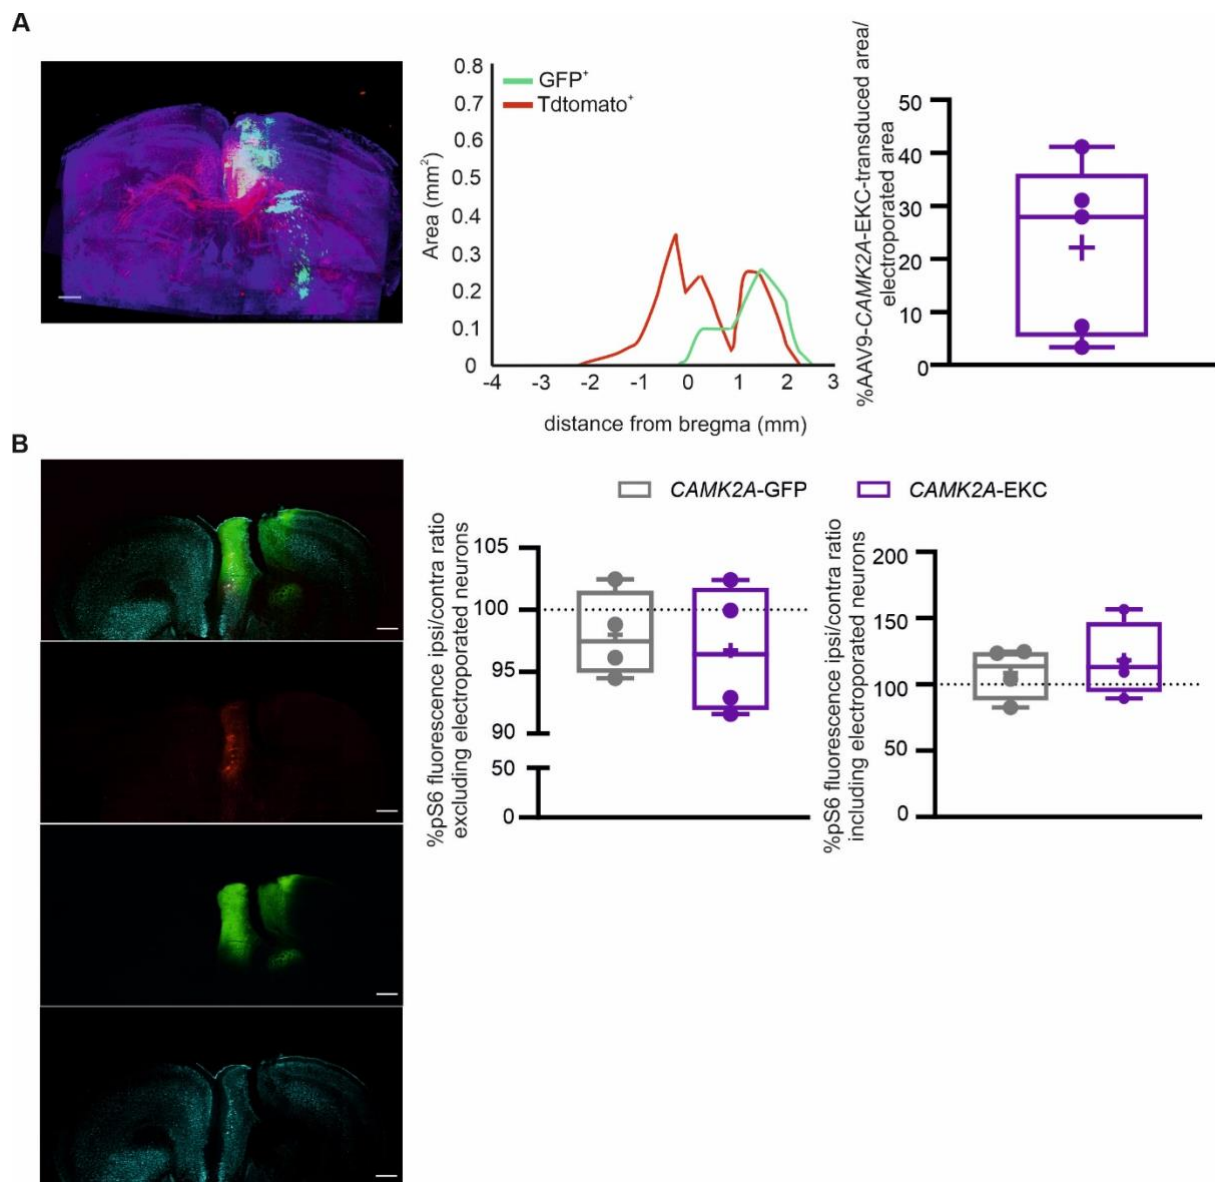 A
0.8
0.7
0.6
0.5
0.4
0.3
0.2
0.1
0
Area (mm²)
GFP⁺
Tdtomato⁺
-4 -3 -2 -1 0 1 2 3
distance from bregma (mm)
%AAV9-CAMK2A-EKC-transduced area/
electroporated area
50
40
30
20
10
0
B
CAMK2A-GFP CAMK2A-EKC
%pS6 fluorescence ipsi/contra ratio
excluding electroporated neurons
105
100
95
90
50
0
%pS6 fluorescence ipsi/contra ratio
including electroporated neurons
200
150
100
50
0